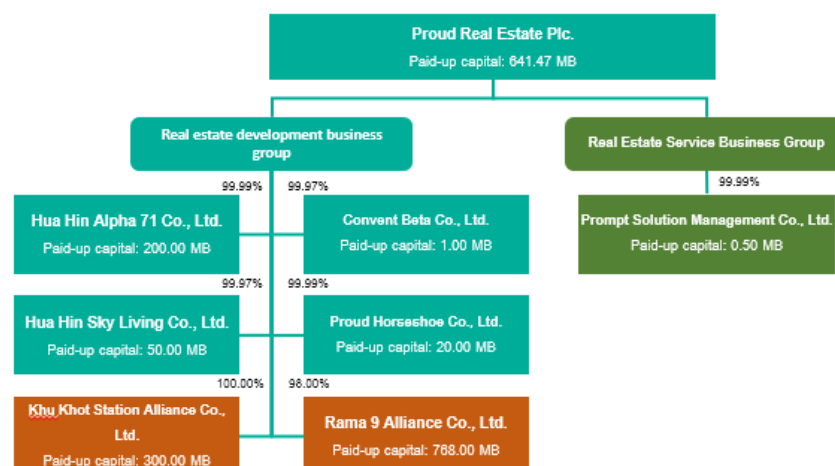 Proud Real Estate Plc.
Paid-up capital: 641.47 MB
Real estate development business
group
Real Estate Service Business Group
99.99%
99.97%
99.99%
Hua Hin Alpha 71 Co., Ltd.
Paid-up capital: 200.00 MB
Convent Beta Co., Ltd.
Paid-up capital: 1.00 MB
Prompt Solution Management Co., Ltd.
Paid-up capital: 0.50 MB
99.97%
99.99%
Hua Hin Sky Living Co., Ltd.
Paid-up capital: 50.00 MB
Proud Horseshoe Co., Ltd.
Paid-up capital: 20.00 MB
100.00%
98.00%
Khu Khot Station Alliance Co.,
Ltd.
Paid-up capital: 300.00 MB
Rama 9 Alliance Co., Ltd.
Paid-up capital: 768.00 MB